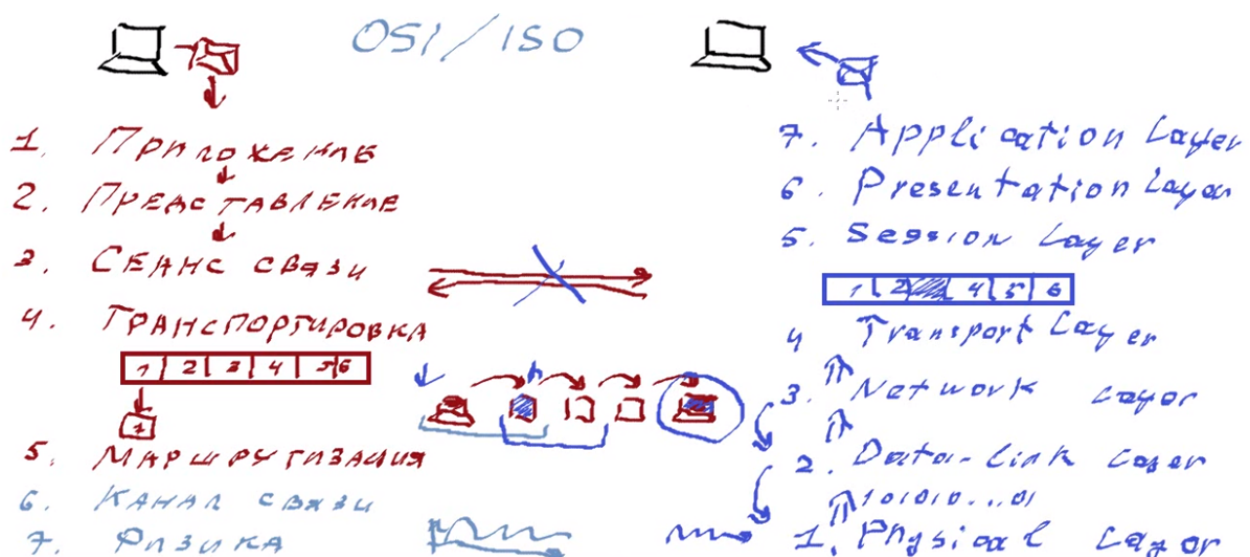 OSI/ISO
1. Приложение
2. Представление
3. Сеанс связи
4. Транспортировка
1 2 3 4 5 6
1
5. Маршрутизация
6. Канал связи
7. Физика
7. Application Layer
6. Presentation Layer
5. Session Layer
1 2 4 5 6
4 Transport Layer
3. Network Layer
2. Data-Link Layer
101010...01
1. Physical Layer